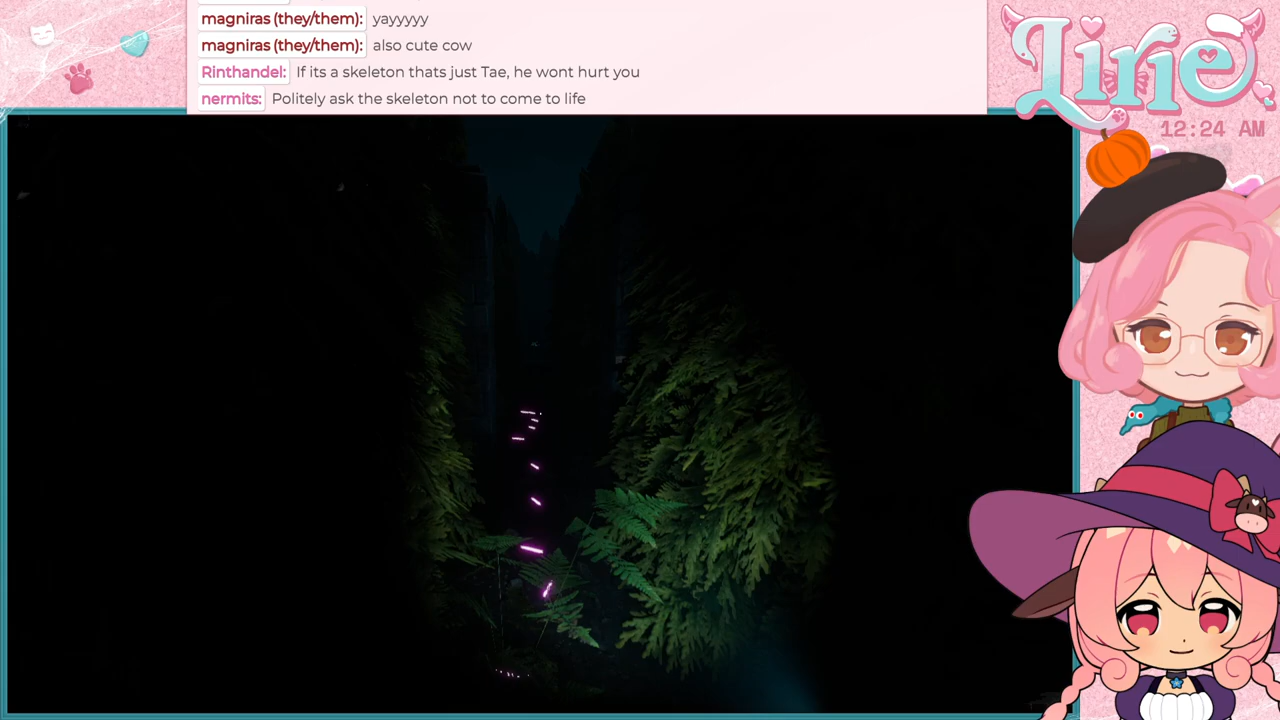 magniras (they/them): yayyyyy
magniras (they/them): also cute cow
Rinthandel: If its a skeleton thats just Tae, he wont hurt you
nermits: Politely ask the skeleton not to come to life
Lirie
12:24 AM